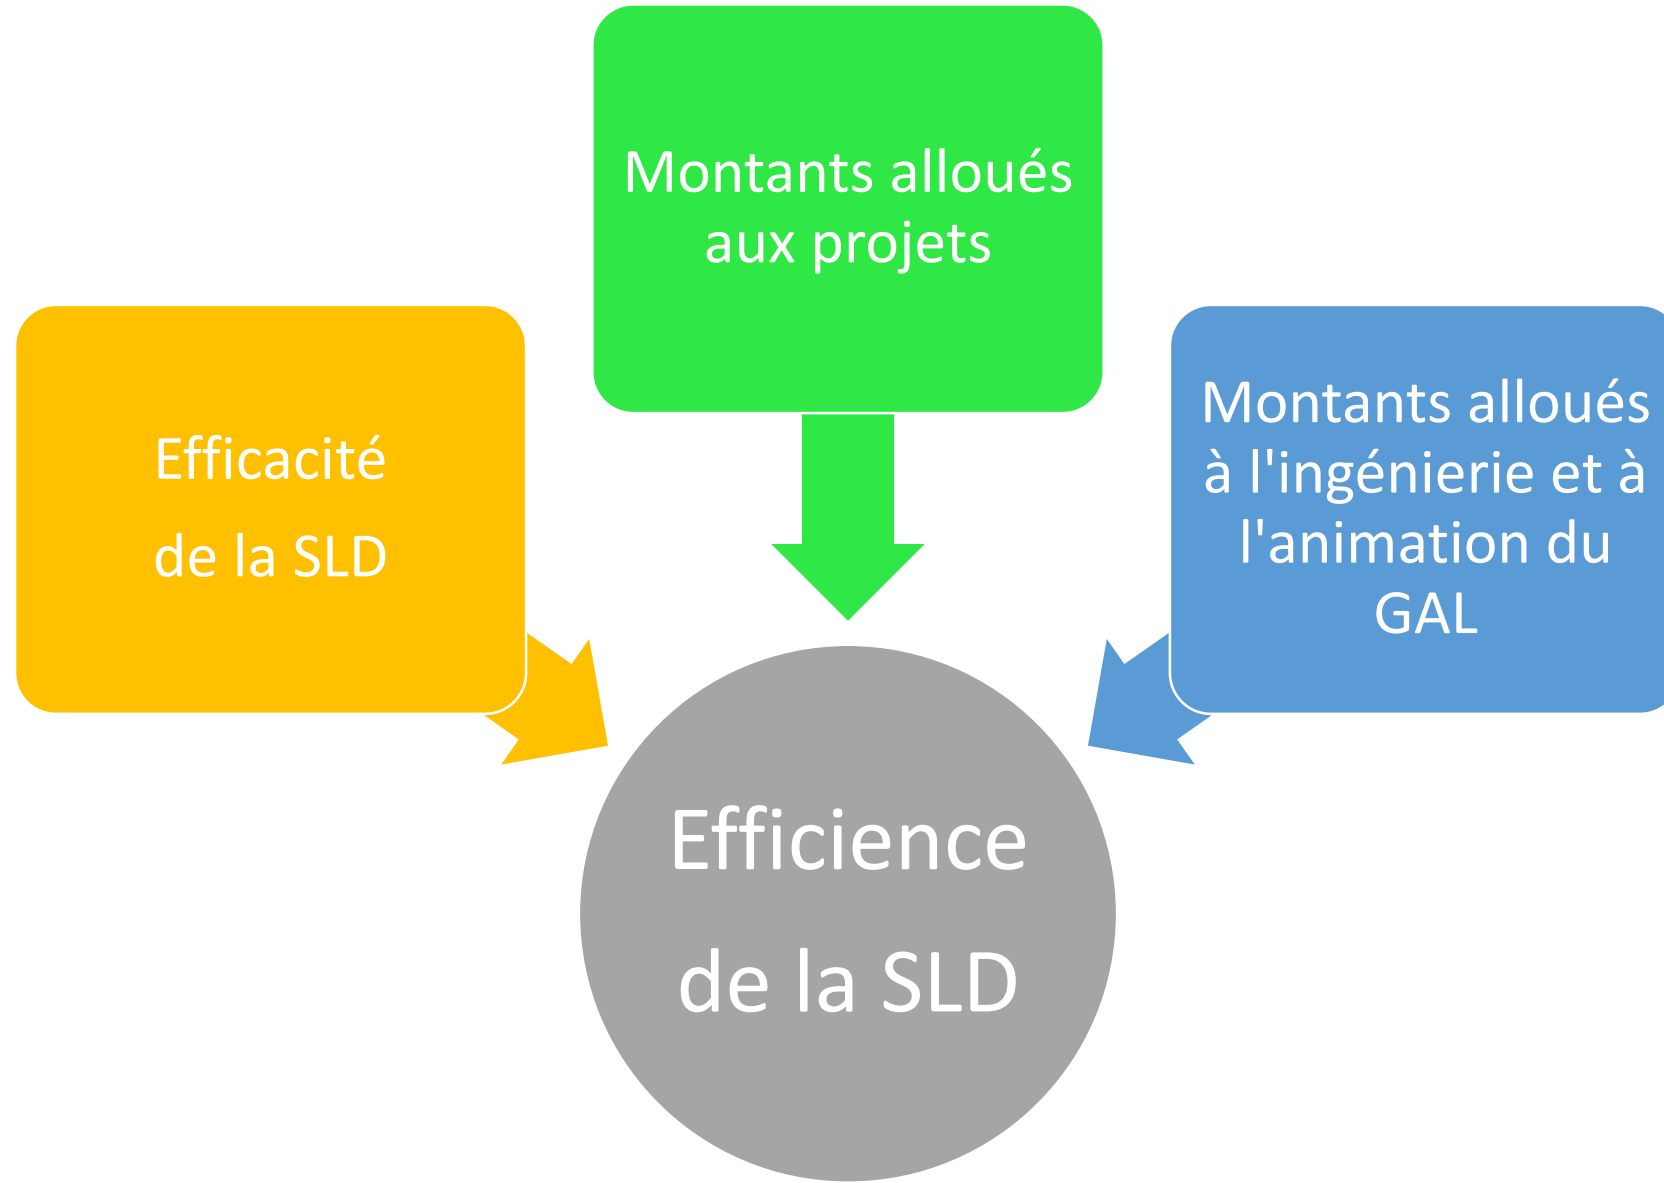 Montants alloués
aux projets
Efficacité
de la SLD
Montants alloués
à l'ingénierie et à
l'animation du
GAL
Efficience
de la SLD